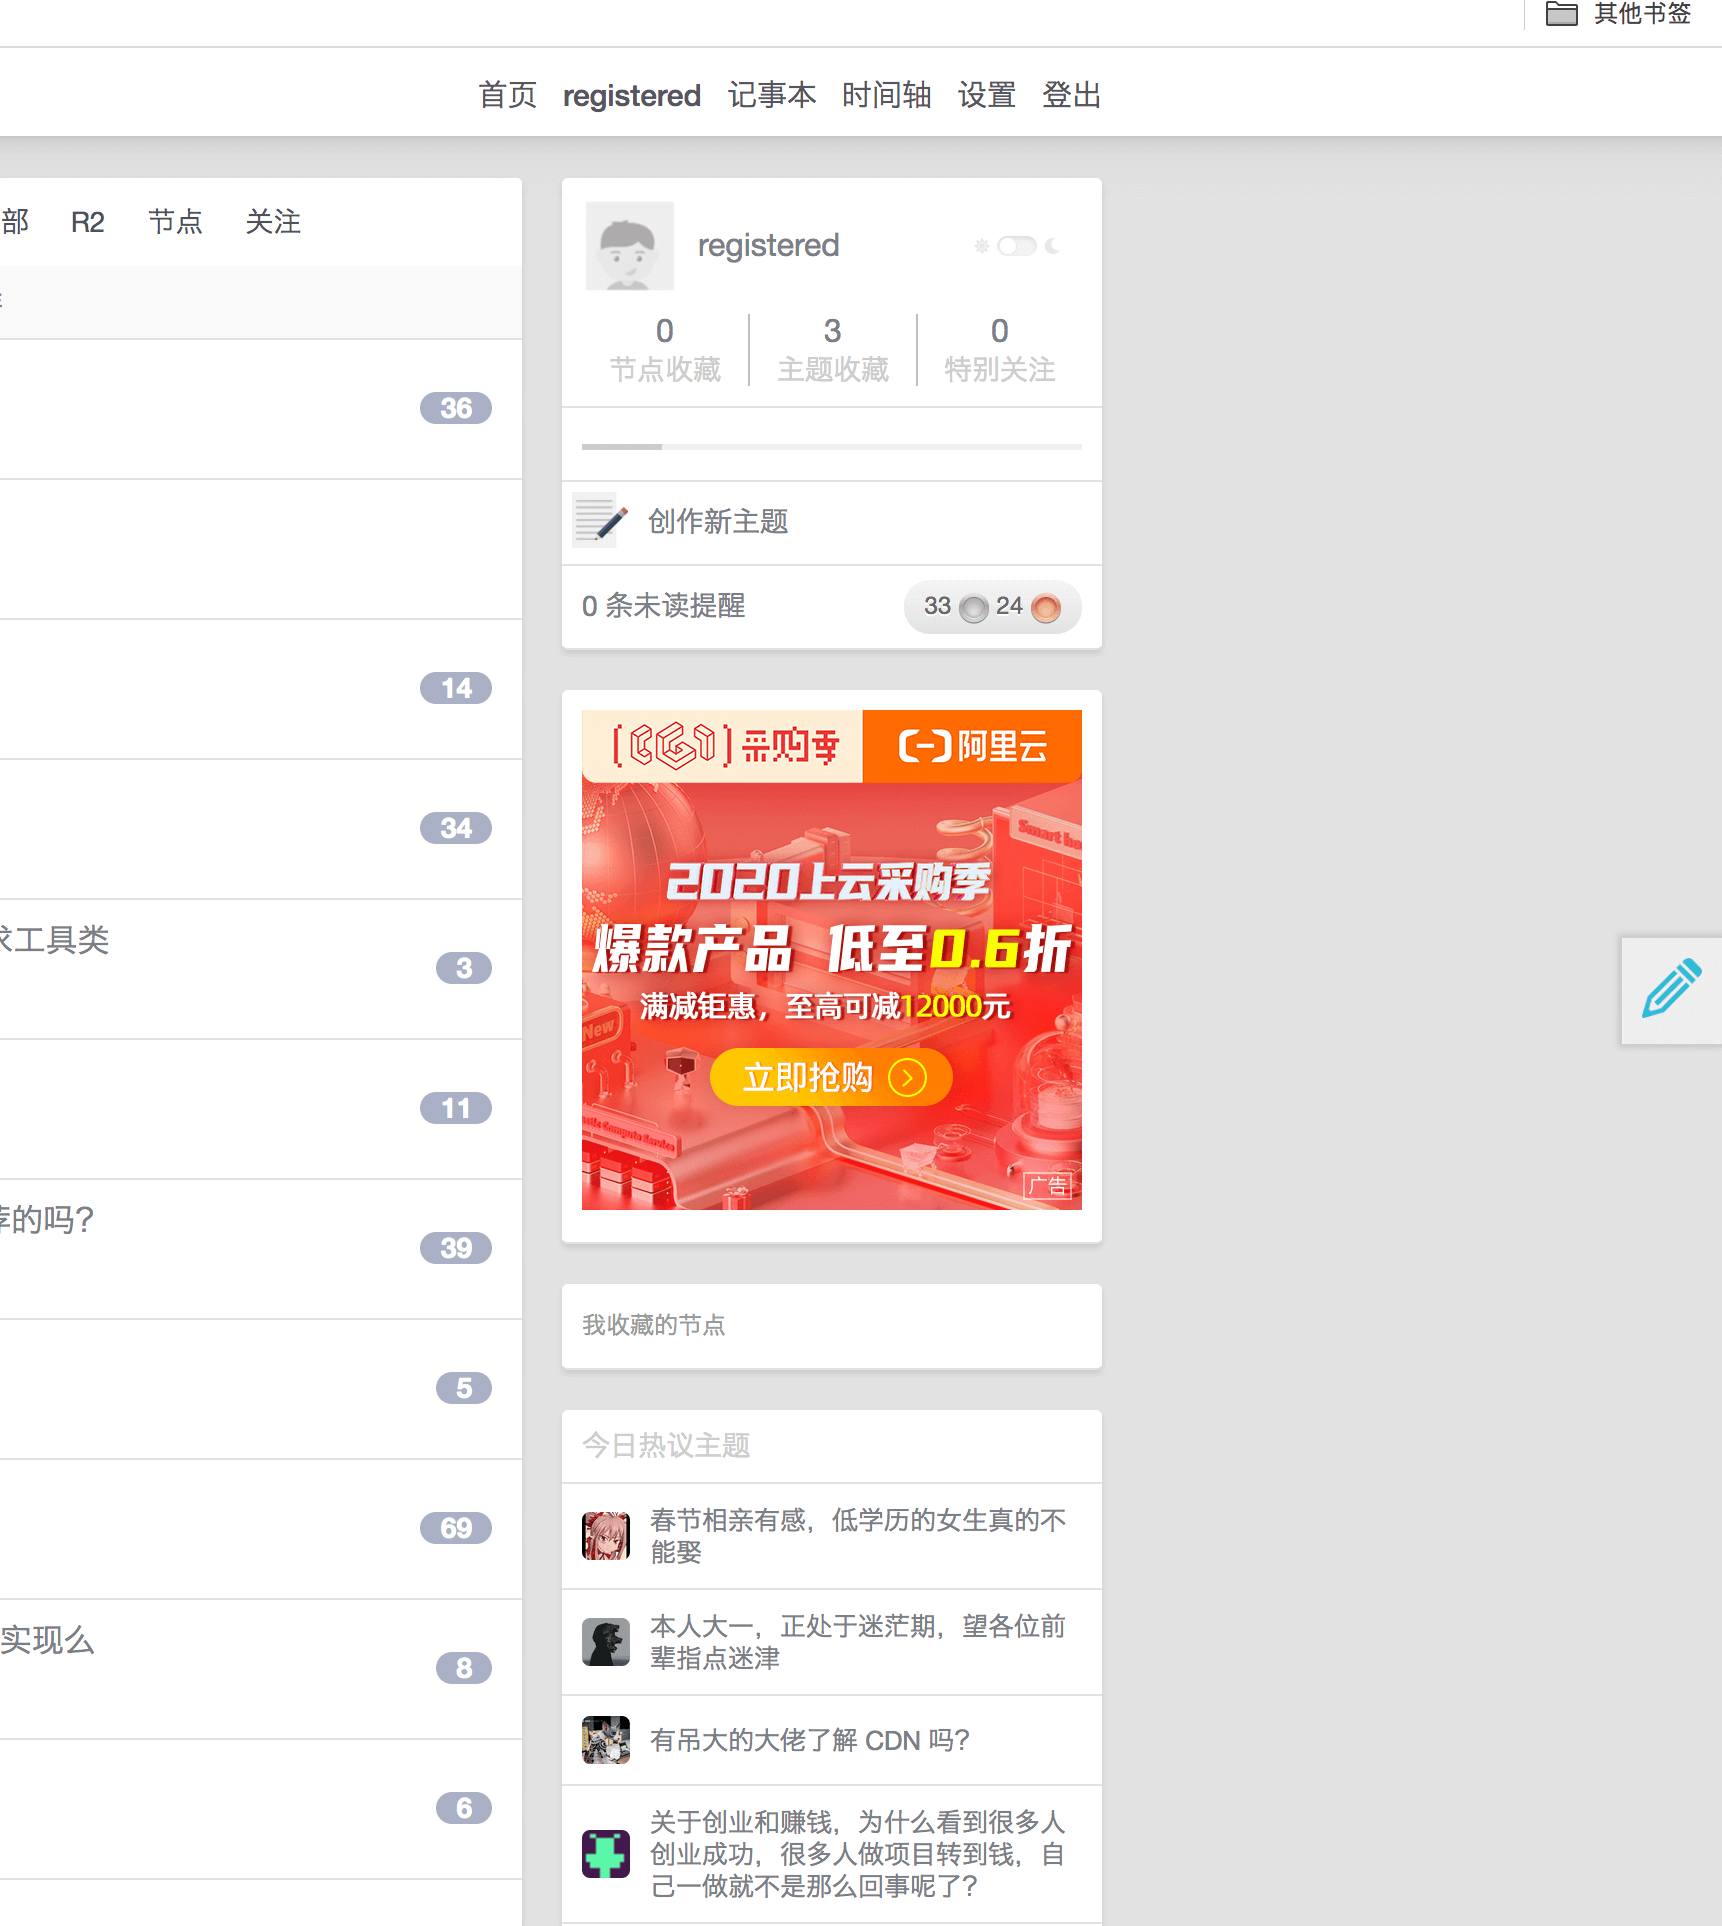 其他书签
首页 registered 记事本 时间轴 设置 登出
部 R2 节点 关注
36
14
34
求工具类
3
11
荐的吗?
39
5
69
实现么
8
6
registered
0 3 0
节点收藏 主题收藏 特别关注
创作新主题
0 条未读提醒 33 24
采购季 阿里云
Smart ho
2020上云采购季
爆款产品 低至0.6折
满减钜惠，至高可减12000元
New
立即抢购
astic Compute Service
广告
我收藏的节点
今日热议主题
春节相亲有感，低学历的女生真的不
能娶
本人大一，正处于迷茫期，望各位前
辈指点迷津
有吊大的大佬了解 CDN 吗?
关于创业和赚钱，为什么看到很多人
创业成功，很多人做项目转到钱，自
己一做就不是那么回事呢了?